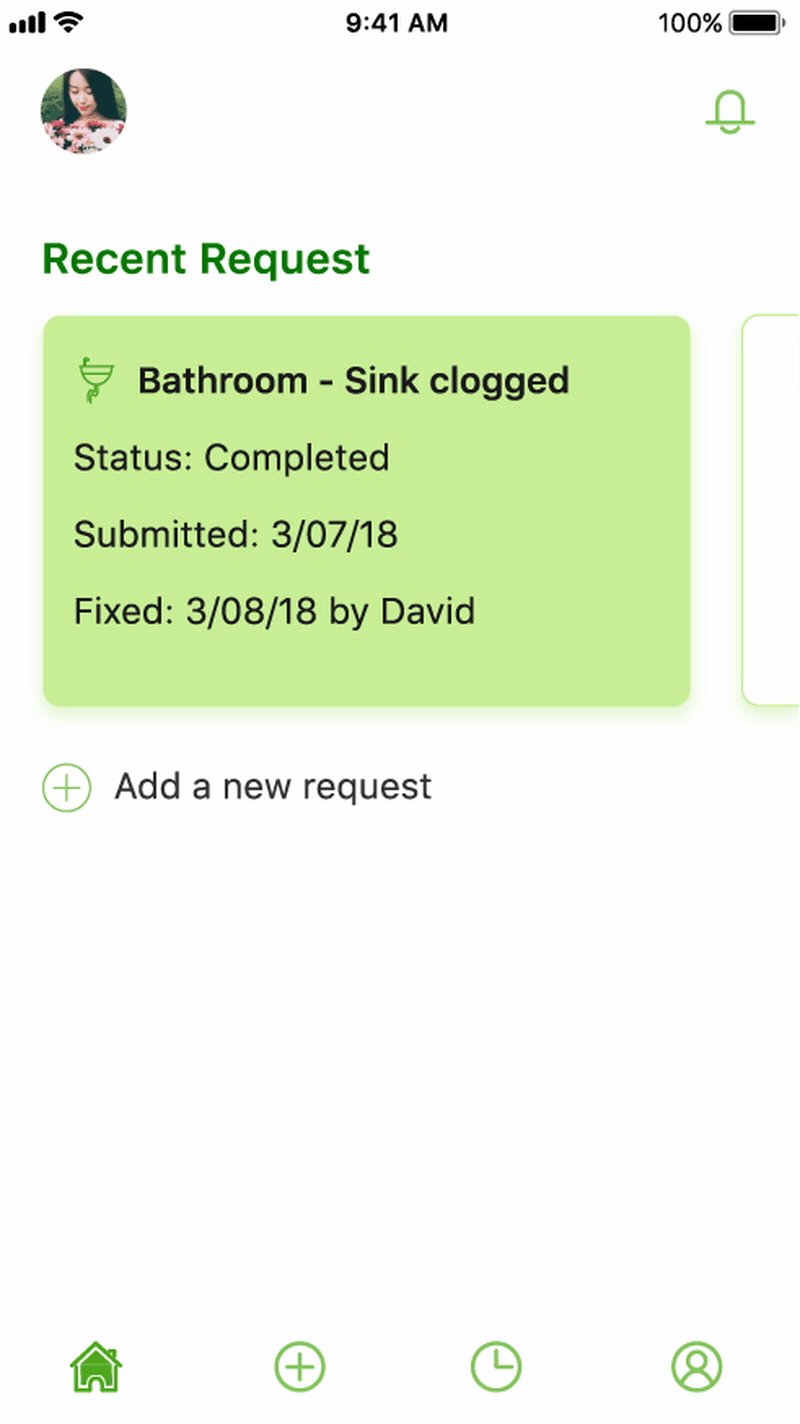 9:41 AM 100%
Recent Request
Bathroom - Sink clogged
Status: Completed
Submitted: 3/07/18
Fixed: 3/08/18 by David
Add a new request